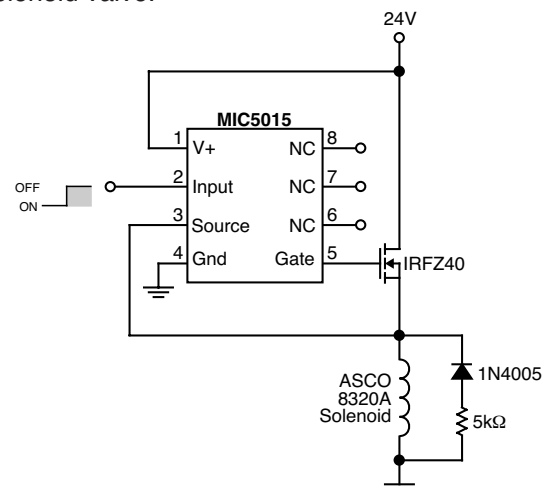 olenoid valve.
24V
MIC5015
1 V+ NC 8
OFF
ON
2 Input NC 7
3 Source NC 6
4 Gnd Gate 5
IRFZ40
ASCO
8320A
Solenoid
1N4005
5kΩ